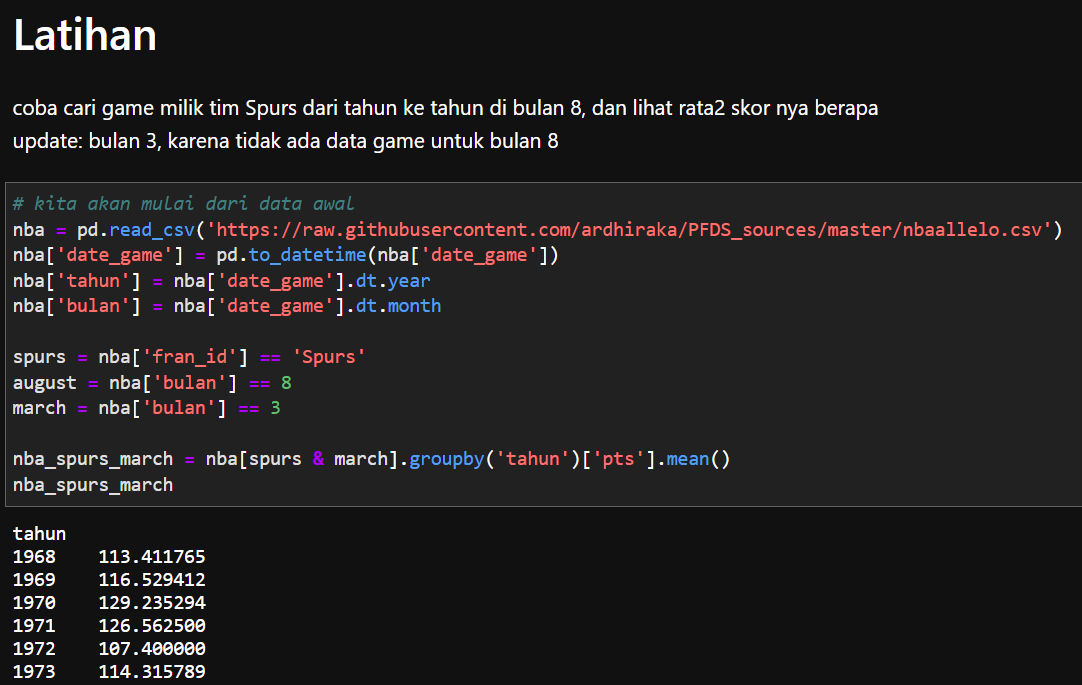 Latihan
coba cari game milik tim Spurs dari tahun ke tahun di bulan 8, dan lihat rata2 skor nya berapa
update: bulan 3, karena tidak ada data game untuk bulan 8
# kita akan mulai dari data awal
nba = pd.read_csv('https://raw.githubusercontent.com/ardhiraka/PFDS_sources/master/nbaallelo.csv')
nba['date_game'] = pd.to_datetime(nba['date_game'])
nba['tahun'] = nba['date_game'].dt.year
nba['bulan'] = nba['date_game'].dt.month
spurs = nba['fran_id'] == 'Spurs'
august = nba['bulan'] == 8
march = nba['bulan'] == 3
nba_spurs_march = nba[spurs & march].groupby('tahun')['pts'].mean()
nba_spurs_march
tahun
1968    113.411765
1969    116.529412
1970    129.235294
1971    126.562500
1972    107.400000
1973    114.315789